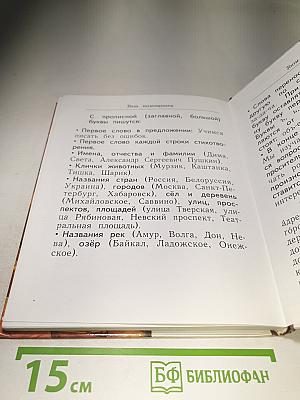 Ваш помощник
С прописной (заглавной, большой)
буквы пишутся:
• Первое слово в предложении: Учимся
писать без ошибок.
• Первое слово каждой строки стихотво-
рения.
• Имена, отчества и фамилии (Дима,
Света, Александр Сергеевич Пушкин)
• Клички животных (Мурзик, Каштанка,
Тишка, Шарик).
• Названия стран (Россия, Белоруссия,
Украина), городов (Москва, Санкт-Пе-
тербург, Хабаровск), сёл и деревень
(Михайловское, Саввино), улиц, прос-
пектов, площадей (улица Тверская, ули-
ца Рябиновая, Невский проспект, Теат-
ральная площадь).
• Названия рек (Амур, Волга, Дон, Не-
ва), озёр (Байкал, Ладожское, Онеж-
ское).
• Слова
другую
15 см
БФ БИБЛИОФАН